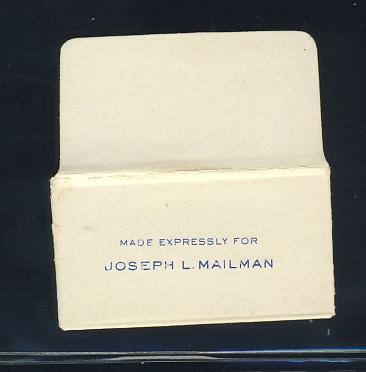 MADE EXPRESSLY FOR
JOSEPH L. MAILMAN